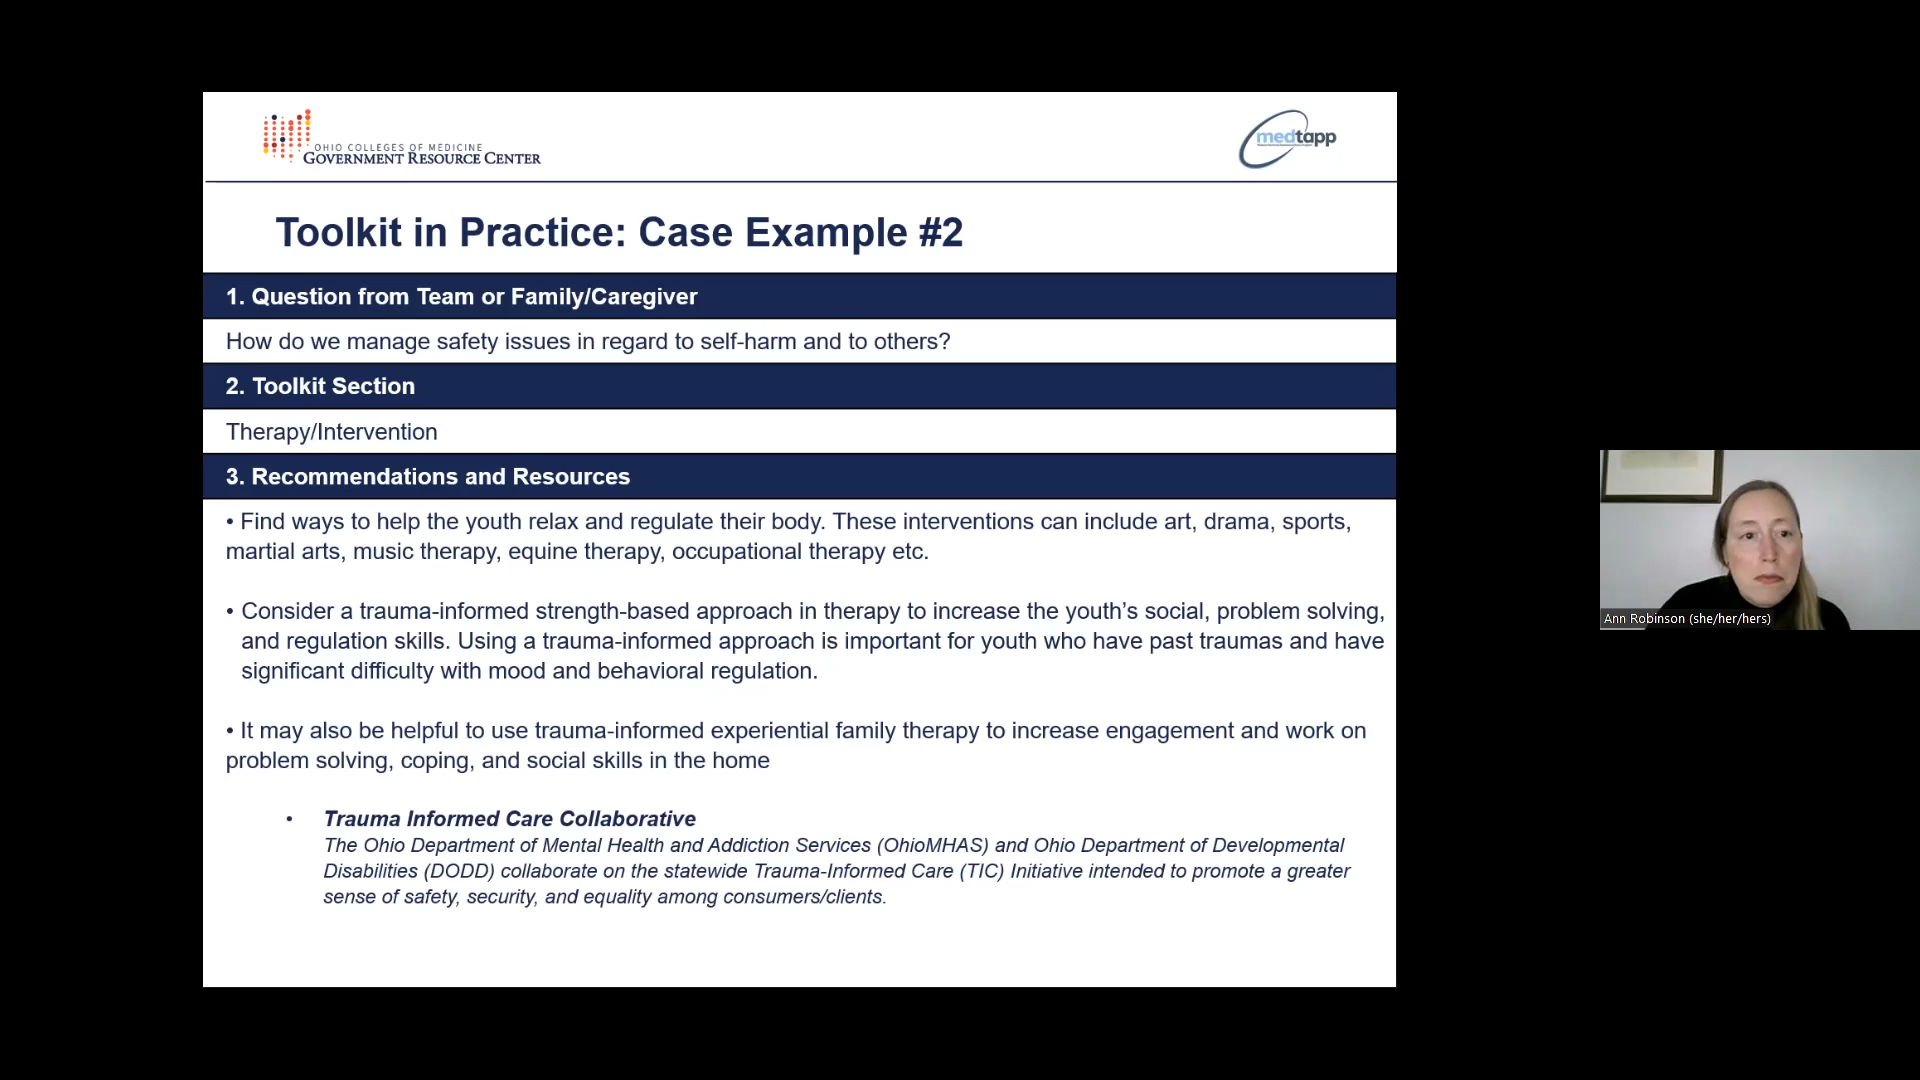 OHIO COLLEGES OF MEDICINE
GOVERNMENT RESOURCE CENTER
medtapp
Toolkit in Practice: Case Example #2
1. Question from Team or Family/Caregiver
How do we manage safety issues in regard to self-harm and to others?
2. Toolkit Section
Therapy/Intervention
3. Recommendations and Resources
• Find ways to help the youth relax and regulate their body. These interventions can include art, drama, sports,
martial arts, music therapy, equine therapy, occupational therapy etc.
• Consider a trauma-informed strength-based approach in therapy to increase the youth’s social, problem solving,
and regulation skills. Using a trauma-informed approach is important for youth who have past traumas and have
significant difficulty with mood and behavioral regulation.
• It may also be helpful to use trauma-informed experiential family therapy to increase engagement and work on
problem solving, coping, and social skills in the home
• Trauma Informed Care Collaborative
The Ohio Department of Mental Health and Addiction Services (OhioMHAS) and Ohio Department of Developmental
Disabilities (DODD) collaborate on the statewide Trauma-Informed Care (TIC) Initiative intended to promote a greater
sense of safety, security, and equality among consumers/clients.
Ann Robinson (she/her/hers)